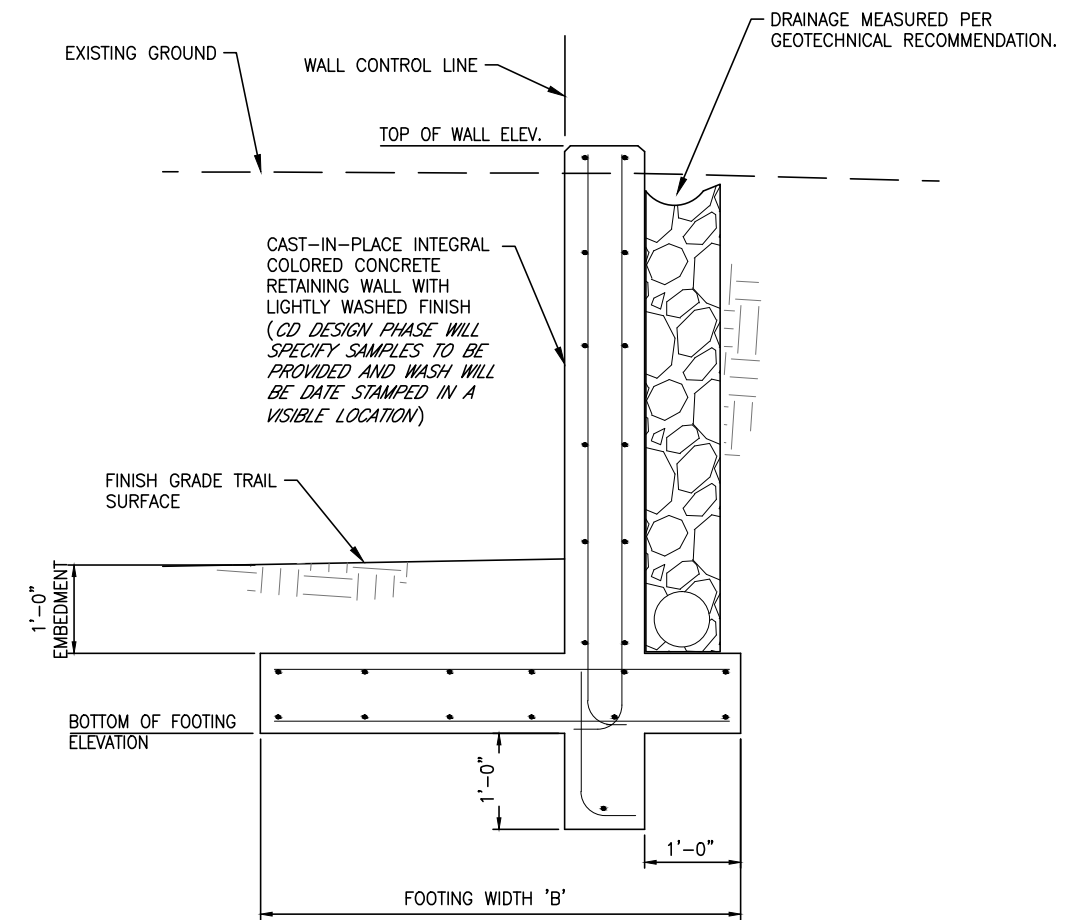 DRAINAGE MEASURED PER
GEOTECHNICAL RECOMMENDATION.
EXISTING GROUND
WALL CONTROL LINE
TOP OF WALL ELEV.
CAST-IN-PLACE INTEGRAL
COLORED CONCRETE
RETAINING WALL WITH
LIGHTLY WASHED FINISH
(CD DESIGN PHASE WILL
SPECIFY SAMPLES TO BE
PROVIDED AND WASH WILL
BE DATE STAMPED IN A
VISIBLE LOCATION)
FINISH GRADE TRAIL
SURFACE
1'-0"
EMBEDMENT
BOTTOM OF FOOTING
ELEVATION
1'-0"
1'-0"
FOOTING WIDTH 'B'